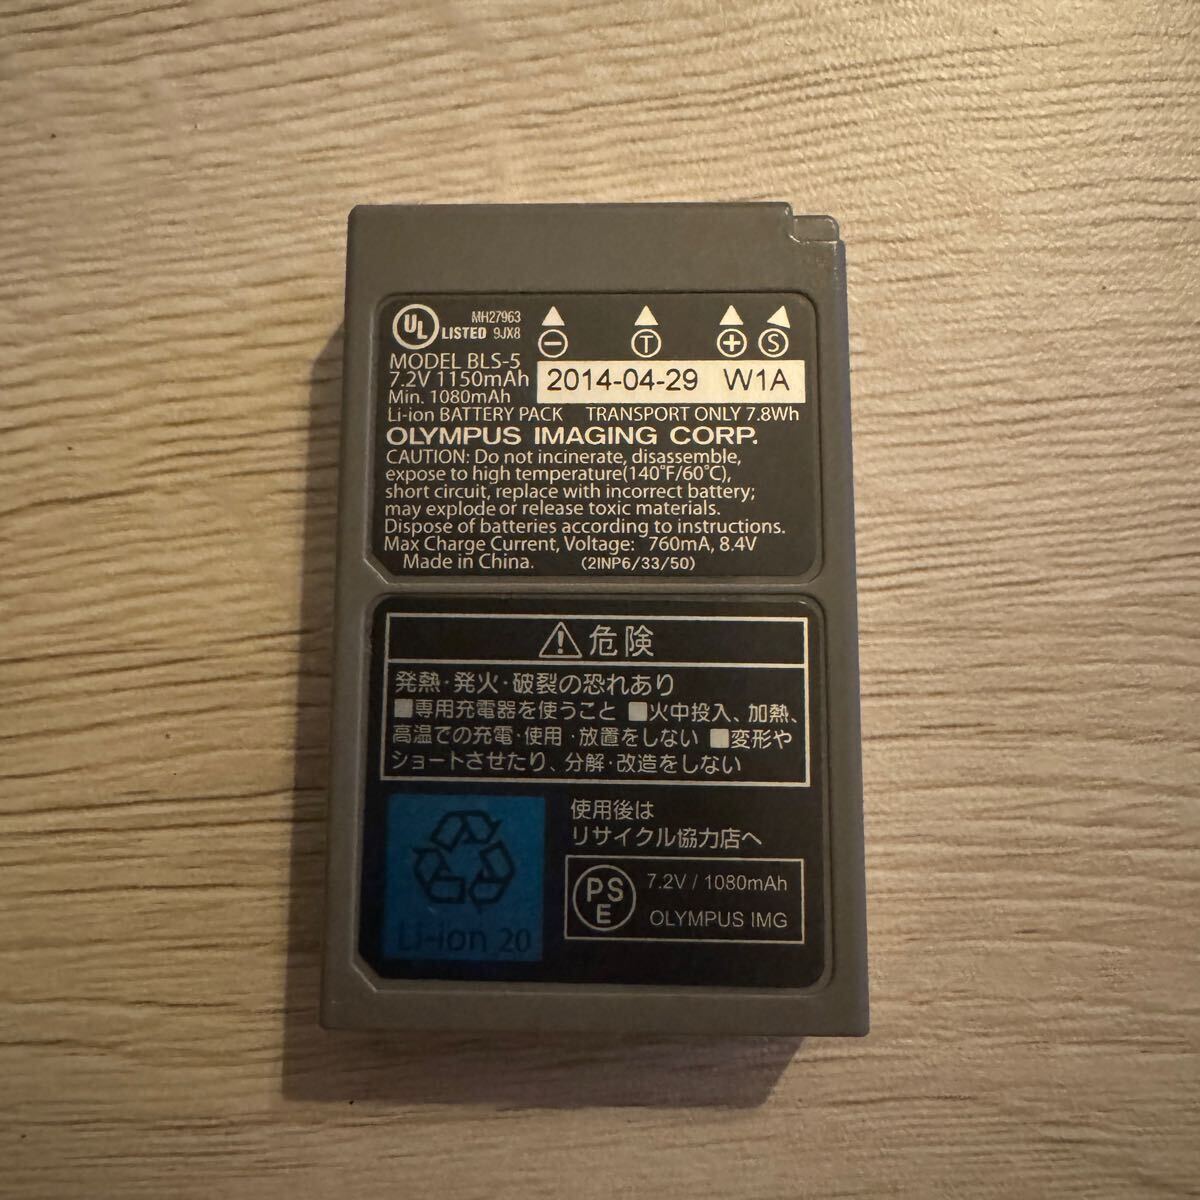 UL LISTED MH27963 9JX8
MODEL BLS-5
7.2V 1150mAh
Min. 1080mAh
− T + S
2014-04-29 W1A
Li-ion BATTERY PACK TRANSPORT ONLY 7.8Wh
OLYMPUS IMAGING CORP.
CAUTION: Do not incinerate, disassemble,
expose to high temperature(140°F/60°C),
short circuit, replace with incorrect battery;
may explode or release toxic materials.
Dispose of batteries according to instructions.
Max Charge Current, Voltage: 760mA, 8.4V
Made in China. (2INP6/33/50)
⚠危険
発熱・発火・破裂の恐れあり
■専用充電器を使うこと ■火中投入、加熱、
高温での充電・使用・放置をしない ■変形や
ショートさせたり、分解・改造をしない
使用後は
リサイクル協力店へ
Li-ion 20
PSE
7.2V / 1080mAh
OLYMPUS IMG